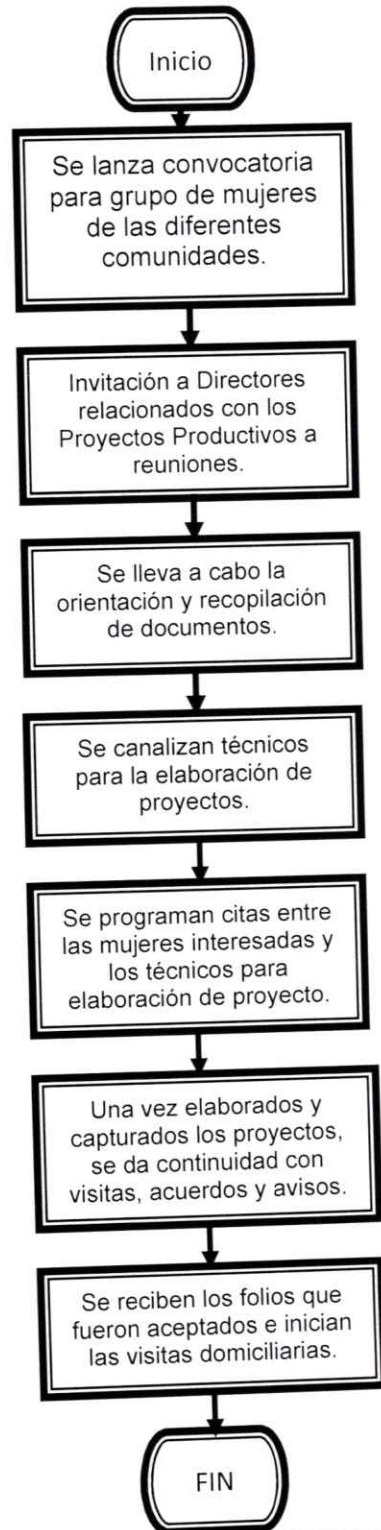 Inicio
Se lanza convocatoria
para grupo de mujeres
de las diferentes
comunidades.
Invitación a Directores
relacionados con los
Proyectos Productivos a
reuniones.
Se lleva a cabo la
orientación y recopilación
de documentos.
Se canalizan técnicos
para la elaboración de
proyectos.
Se programan citas entre
las mujeres interesadas y
los técnicos para
elaboración de proyecto.
Una vez elaborados y
capturados los proyectos,
se da continuidad con
visitas, acuerdos y avisos.
Se reciben los folios que
fueron aceptados e inician
las visitas domiciliarias.
FIN